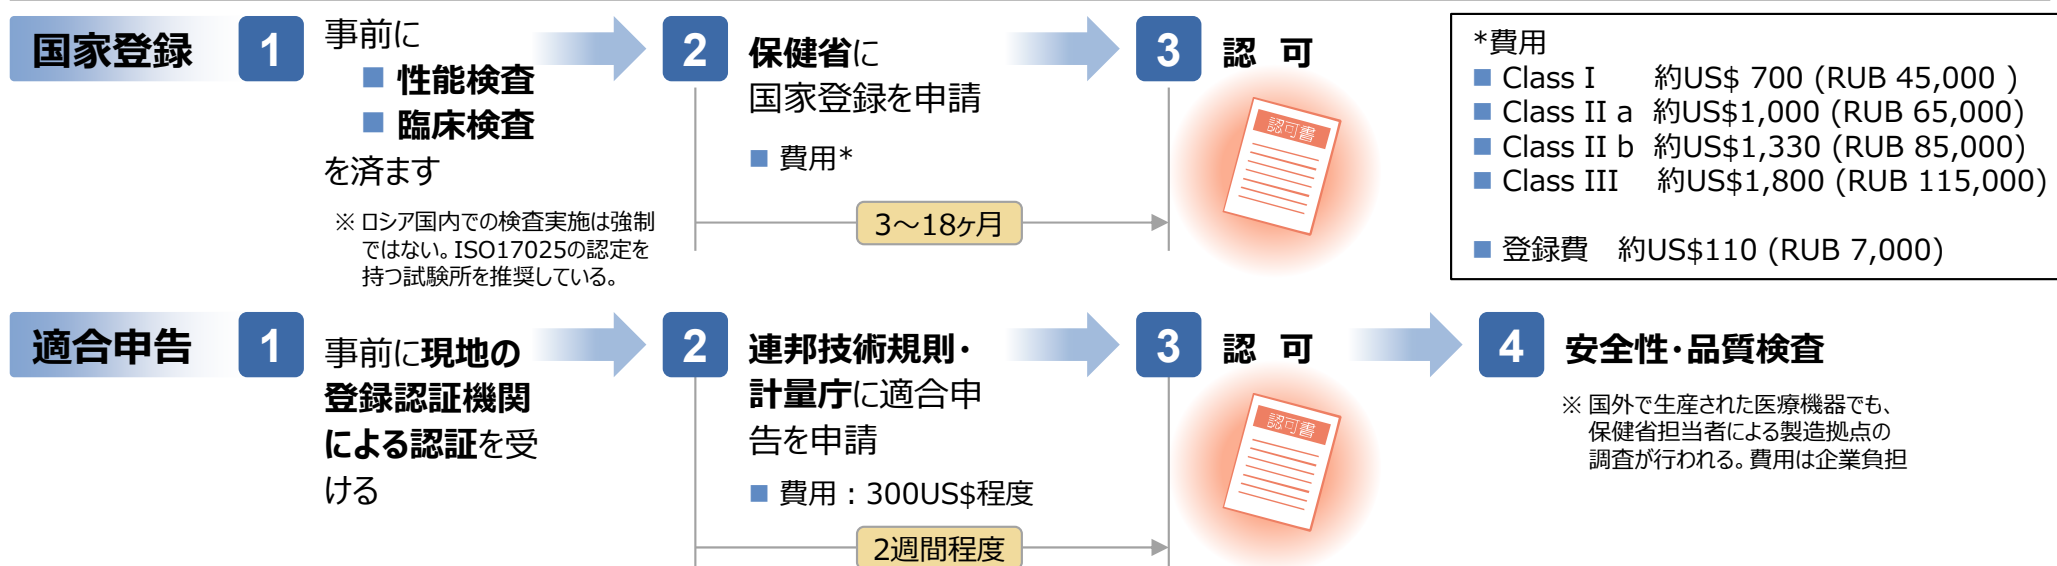 国家登録
1
事前に
■ 性能検査
■ 臨床検査
を済ます
※ ロシア国内での検査実施は強制
ではない。ISO17025の認定を
持つ試験所を推奨している。
2
保健省に
国家登録を申請
■ 費用*
3～18ヶ月
3
認 可
認可書
*費用
■ Class I 約US$ 700 (RUB 45,000 )
■ Class II a 約US$1,000 (RUB 65,000)
■ Class II b 約US$1,330 (RUB 85,000)
■ Class III 約US$1,800 (RUB 115,000)
■ 登録費 約US$110 (RUB 7,000)
適合申告
1
事前に現地の
登録認証機関
による認証を受
ける
2
連邦技術規則・
計量庁に適合申
告を申請
■ 費用：300US$程度
2週間程度
3
認 可
認可書
4
安全性・品質検査
※ 国外で生産された医療機器でも、
保健省担当者による製造拠点の
調査が行われる。費用は企業負担